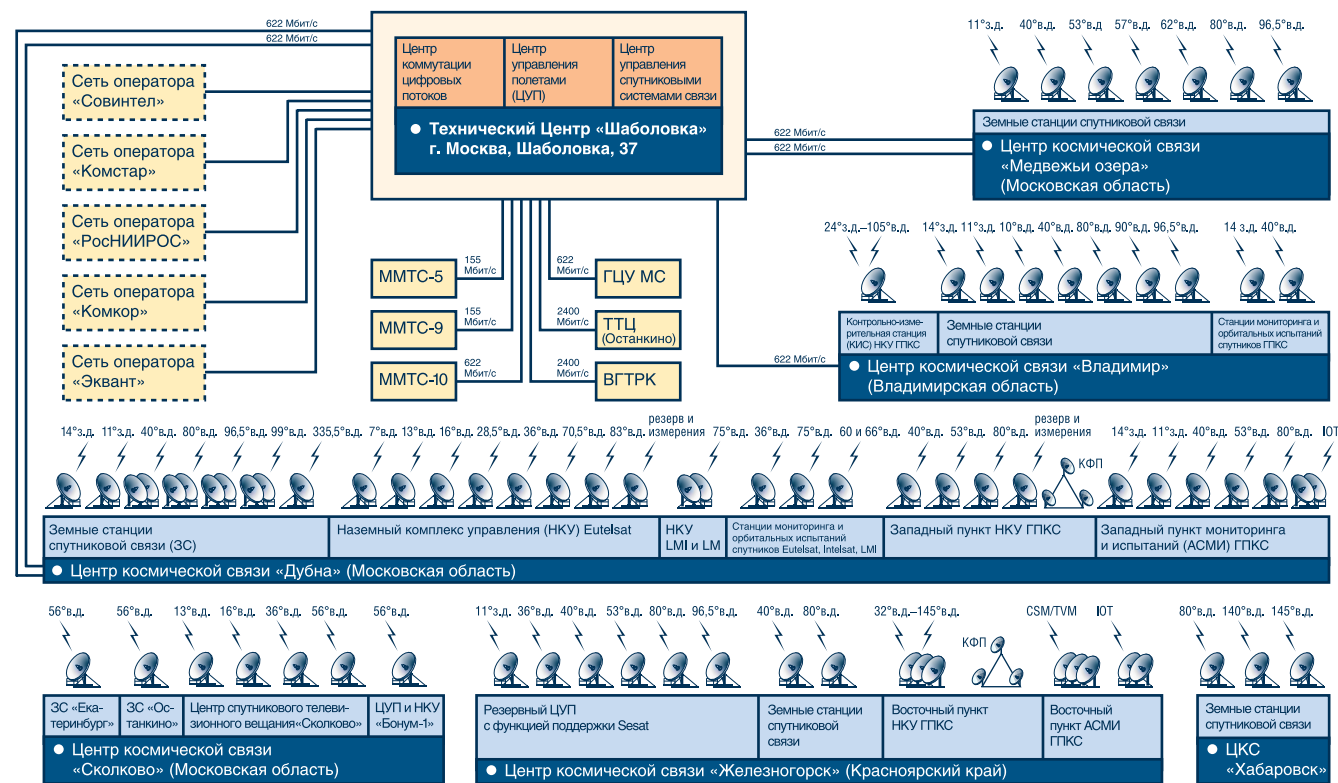 622 Мбит/с
622 Мбит/с
Сеть оператора
«Совинтел»
Сеть оператора
«Комстар»
Сеть оператора
«РосНИИРОС»
Сеть оператора
«Комкор»
Сеть оператора
«Эквант»
Центр
коммутации
цифровых
потоков
Центр
управления
полетами
(ЦУП)
Центр
управления
спутниковыми
системами связи
● Технический Центр «Шаболовка»
г. Москва, Шаболовка, 37
622 Мбит/с
622 Мбит/с
11°з.д. 40°в.д. 53°в.д 57°в.д 62°в.д. 80°в.д. 96,5°в.д.
Земные станции спутниковой связи
● Центр космической связи
«Медвежьи озера»
(Московская область)
ММТС-5
155
Мбит/с
622
Мбит/с
ГЦУ МС
ММТС-9
155
Мбит/с
2400
Мбит/с
ТТЦ
(Останкино)
ММТС-10
622
Мбит/с
2400
Мбит/с
ВГТРК
622 Мбит/с
24°з.д.–105°в.д. 14°з.д. 11°з.д. 10°в.д. 40°в.д. 80°в.д. 90°в.д. 96,5°в.д. 14 з.д. 40°в.д.
Контрольно-изме-
рительная станция
(КИС) НКУ ГПКС
Земные станции
спутниковой связи
Станции мониторинга и
орбитальных испытаний
спутников ГПКС
● Центр космической связи «Владимир»
(Владимирская область)
14°з.д. 11°з.д. 40°в.д. 80°в.д. 96,5°в.д. 99°в.д. 335,5°в.д. 7°в.д. 13°в.д. 16°в.д. 28,5°в.д. 36°в.д. 70,5°в.д. 83°в.д. резерв и
измерения
75°в.д. 36°в.д. 75°в.д. 60 и 66°в.д. 40°в.д. 53°в.д. 80°в.д. резерв и
измерения
КФП
14°з.д. 11°з.д. 40°в.д. 53°в.д. 80°в.д. IOT
Земные станции
спутниковой связи (ЗС)
Наземный комплекс управления (НКУ) Eutelsat
НКУ
LMI и LM
Станции мониторинга и
орбитальных испытаний
спутников Eutelsat, Intelsat, LMI
Западный пункт НКУ ГПКС
Западный пункт мониторинга
и испытаний (АСМИ) ГПКС
● Центр космической связи «Дубна» (Московская область)
56°в.д. 56°в.д. 13°в.д. 16°в.д. 36°в.д. 56°в.д. 56°в.д.
ЗС «Ека-
теринбург»
ЗС «Ос-
танкино»
Центр спутникового телеви-
зионного вещания«Сколково»
ЦУП и НКУ
«Бонум-1»
● Центр космической связи
«Сколково» (Московская область)
11°з.д. 36°в.д. 40°в.д. 53°в.д. 80°в.д. 96,5°в.д. 40°в.д. 80°в.д. 32°в.д.–145°в.д. CSM/TVM IOT
КФП
Резервный ЦУП
с функцией поддержки Sesat
Земные станции
спутниковой
связи
Восточный пункт
НКУ ГПКС
Восточный
пункт АСМИ
ГПКС
● Центр космической связи «Железногорск» (Красноярский край)
80°в.д. 140°в.д. 145°в.д.
Земные станции
спутниковой связи
● ЦКС
«Хабаровск»